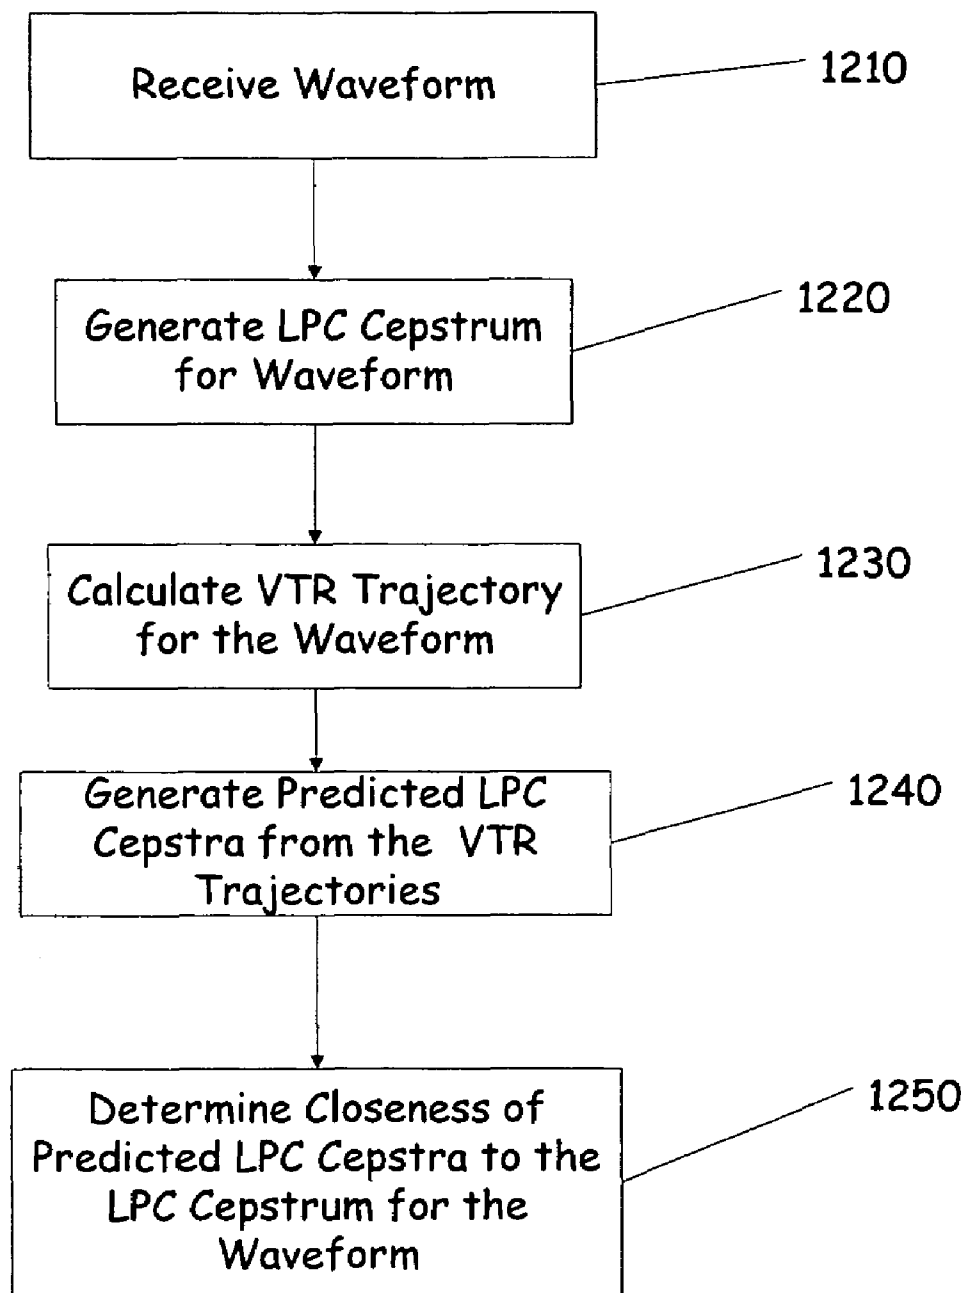 Receive Waveform
1210
Generate LPC Cepstrum
for Waveform
1220
Calculate VTR Trajectory
for the Waveform
1230
Generate Predicted LPC
Cepstra from the VTR
Trajectories
1240
Determine Closeness of
Predicted LPC Cepstra to the
LPC Cepstrum for the
Waveform
1250